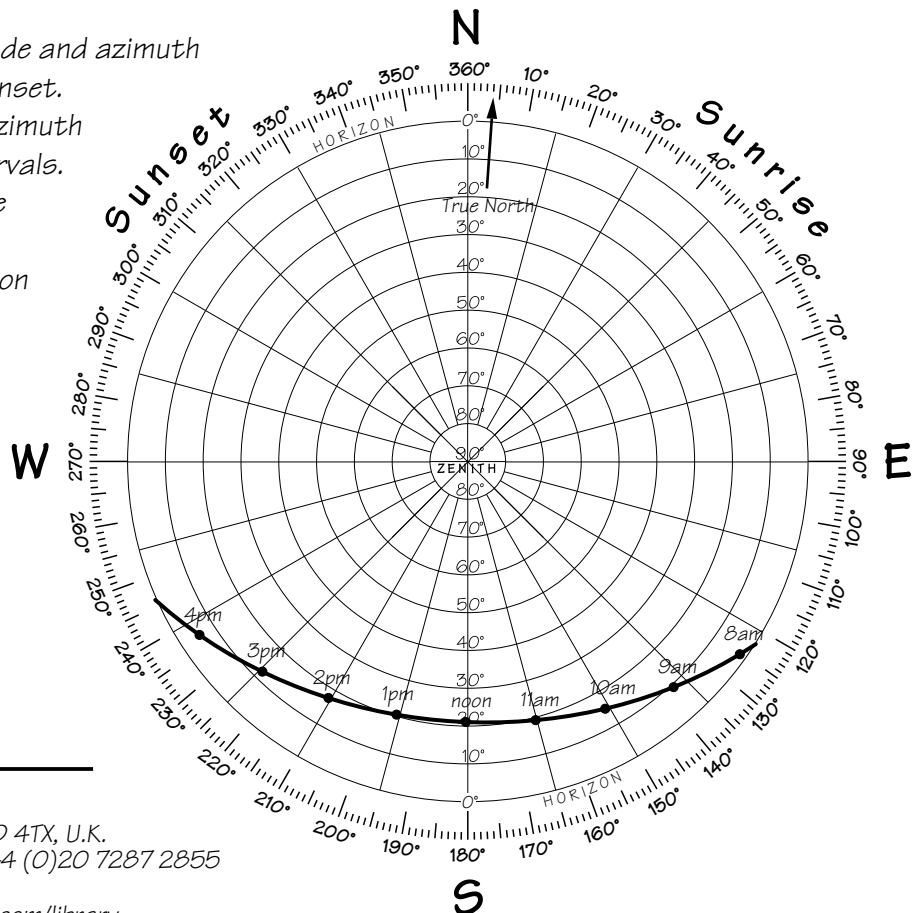 de and azimuth
nset.
zimuth
rvals.
e
on
N
360°
10°
20°
30°
40°
50°
60°
70°
80°
90°
100°
110°
120°
130°
140°
150°
160°
170°
180°
190°
200°
210°
220°
230°
240°
250°
260°
270°
280°
290°
300°
310°
320°
330°
340°
350°
Sunset
Sunrise
HORIZON
W
E
0°
10°
20°
True North
30°
40°
50°
60°
70°
80°
90°
ZENITH
80°
70°
60°
50°
40°
30°
20°
10°
0°
4pm
3pm
2pm
1pm
noon
11am
10am
9am
8am
HORIZON
S
4TX, U.K.
4 (0)20 7287 2855
com/library